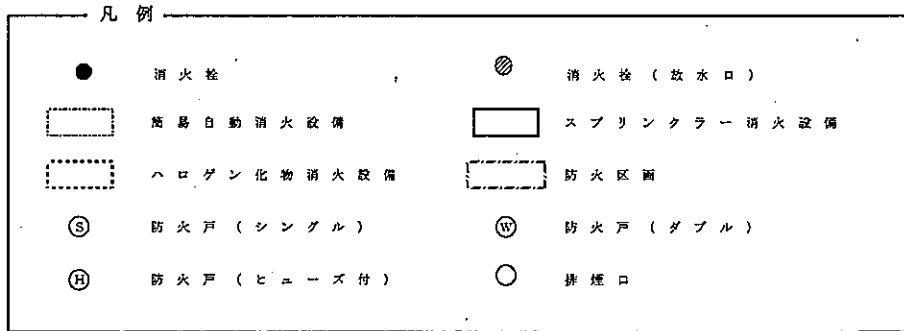 凡例
消火栓
消火栓(放水口)
簡易自動消火設備
スプリンクラー消火設備
ハロゲン化物消火設備
防火区画
Ⓢ 防火戸(シングル)
Ⓦ 防火戸(ダブル)
Ⓗ 防火戸(ヒューズ付)
排煙口